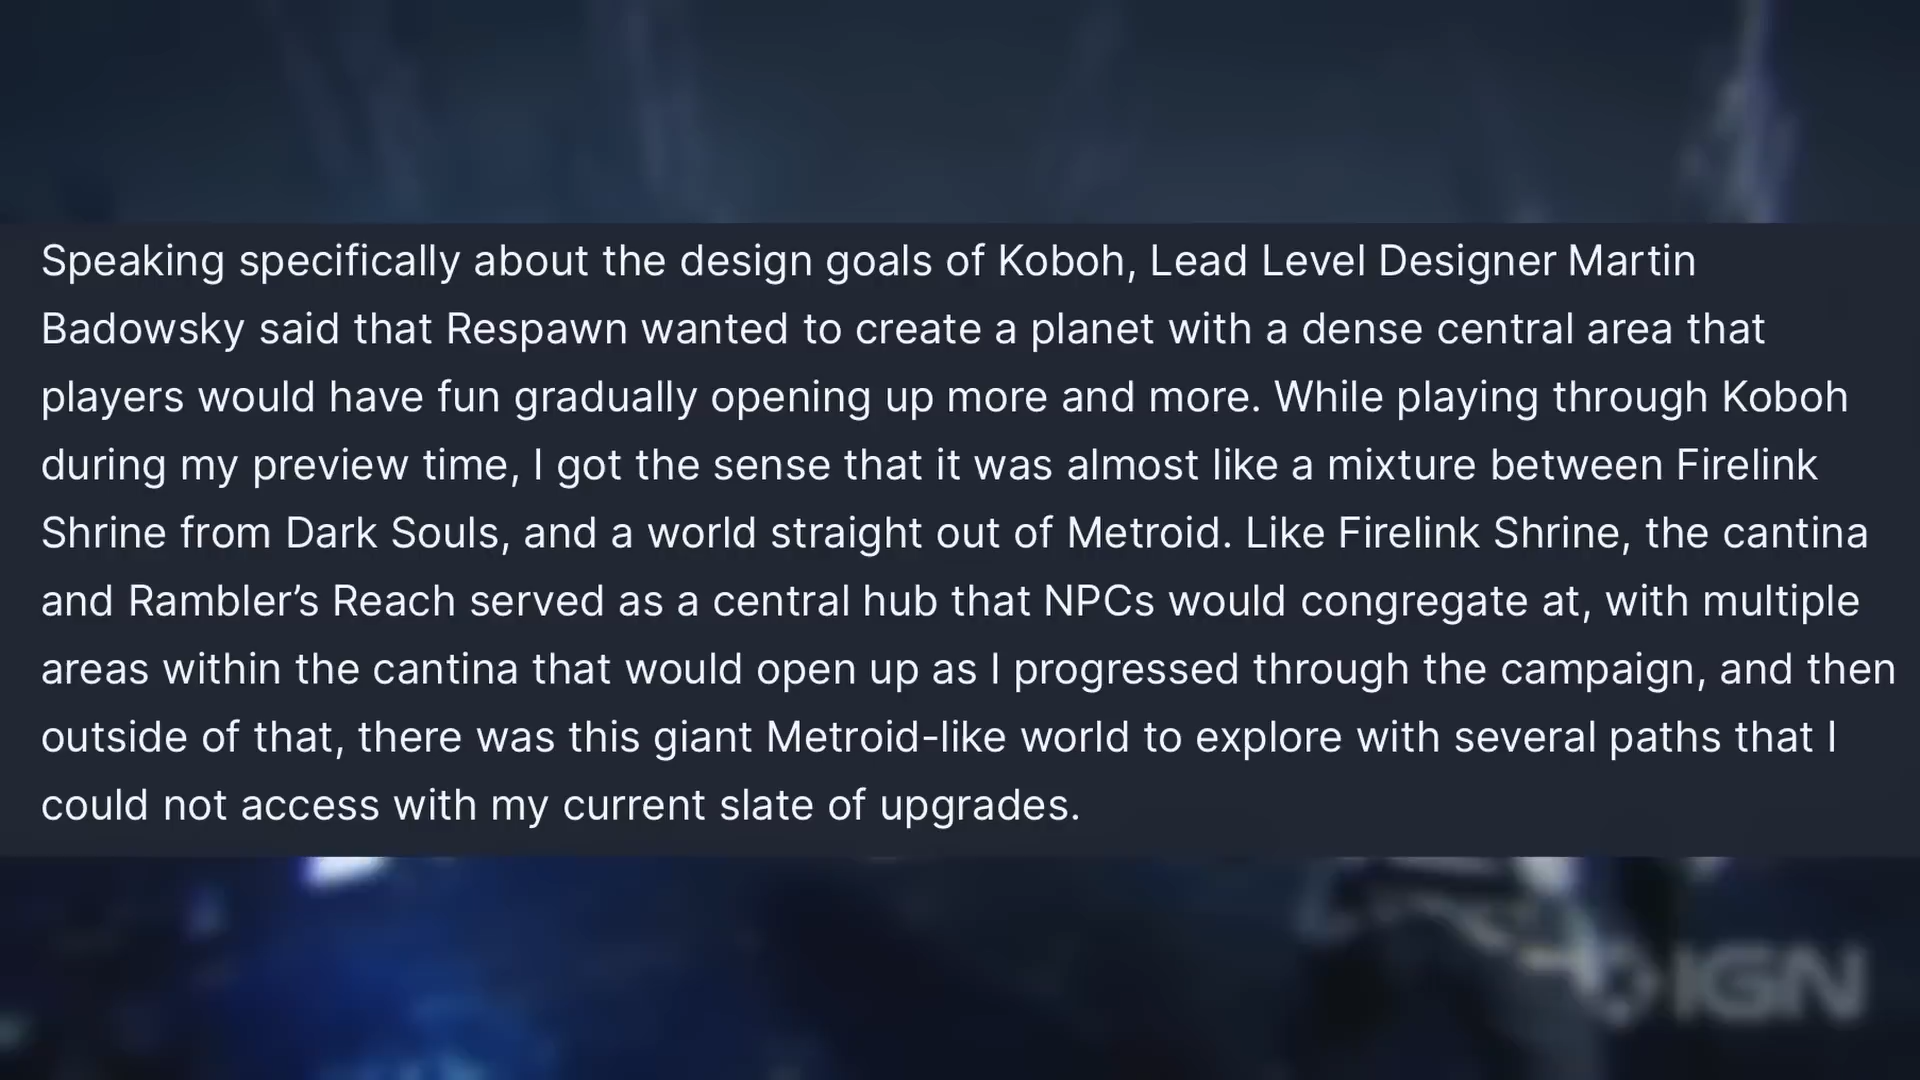 Speaking specifically about the design goals of Koboh, Lead Level Designer Martin
Badowsky said that Respawn wanted to create a planet with a dense central area that
players would have fun gradually opening up more and more. While playing through Koboh
during my preview time, I got the sense that it was almost like a mixture between Firelink
Shrine from Dark Souls, and a world straight out of Metroid. Like Firelink Shrine, the cantina
and Rambler’s Reach served as a central hub that NPCs would congregate at, with multiple
areas within the cantina that would open up as I progressed through the campaign, and then
outside of that, there was this giant Metroid-like world to explore with several paths that I
could not access with my current slate of upgrades.
IGN